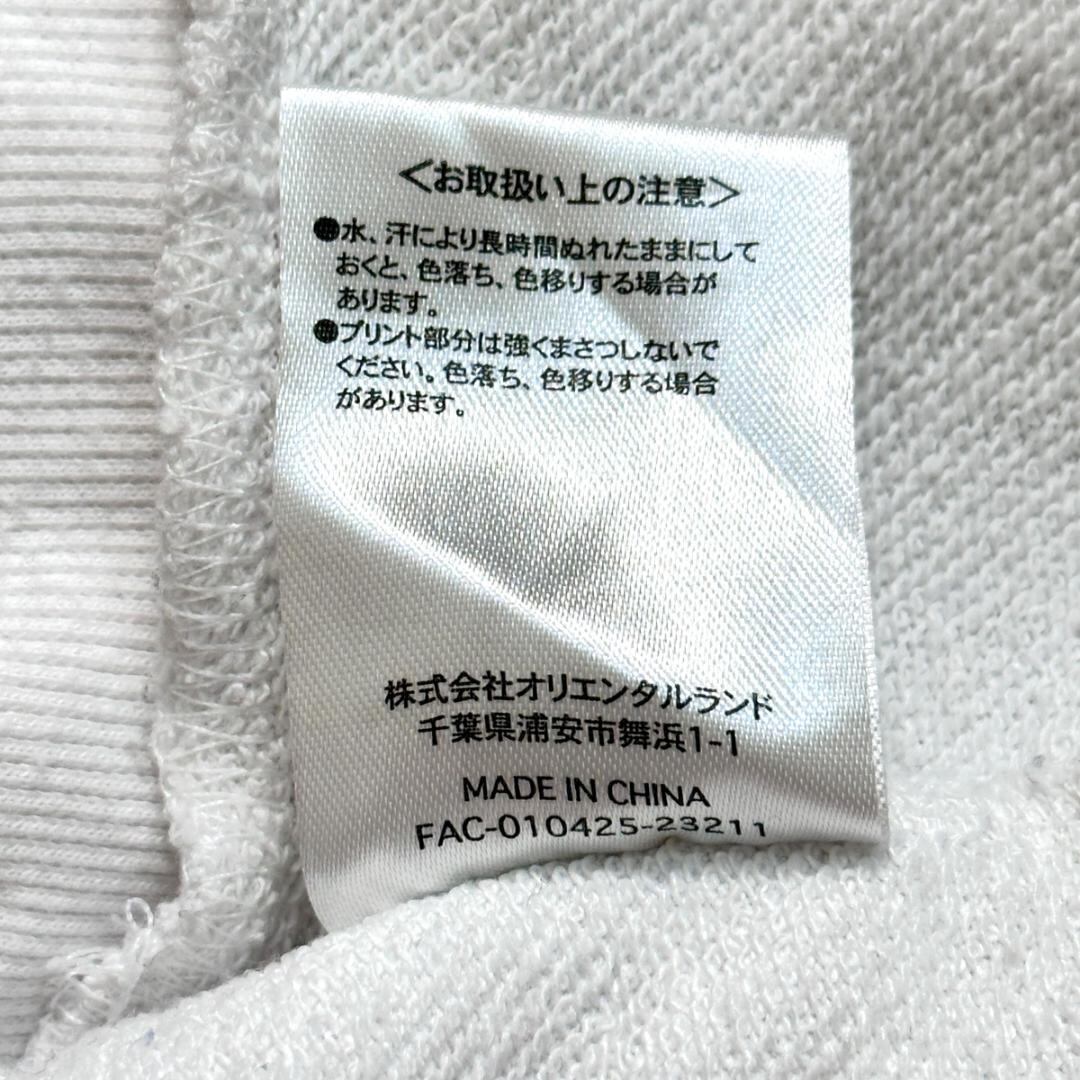 ＜お取扱い上の注意＞
●水、汗により長時間ぬれたままにして
おくと、色落ち、色移りする場合が
あります。
●プリント部分は強くまさつしないで
ください。色落ち、色移りする場合
があります。
株式会社オリエンタルランド
千葉県浦安市舞浜1-1
MADE IN CHINA
FAC-010425-23211